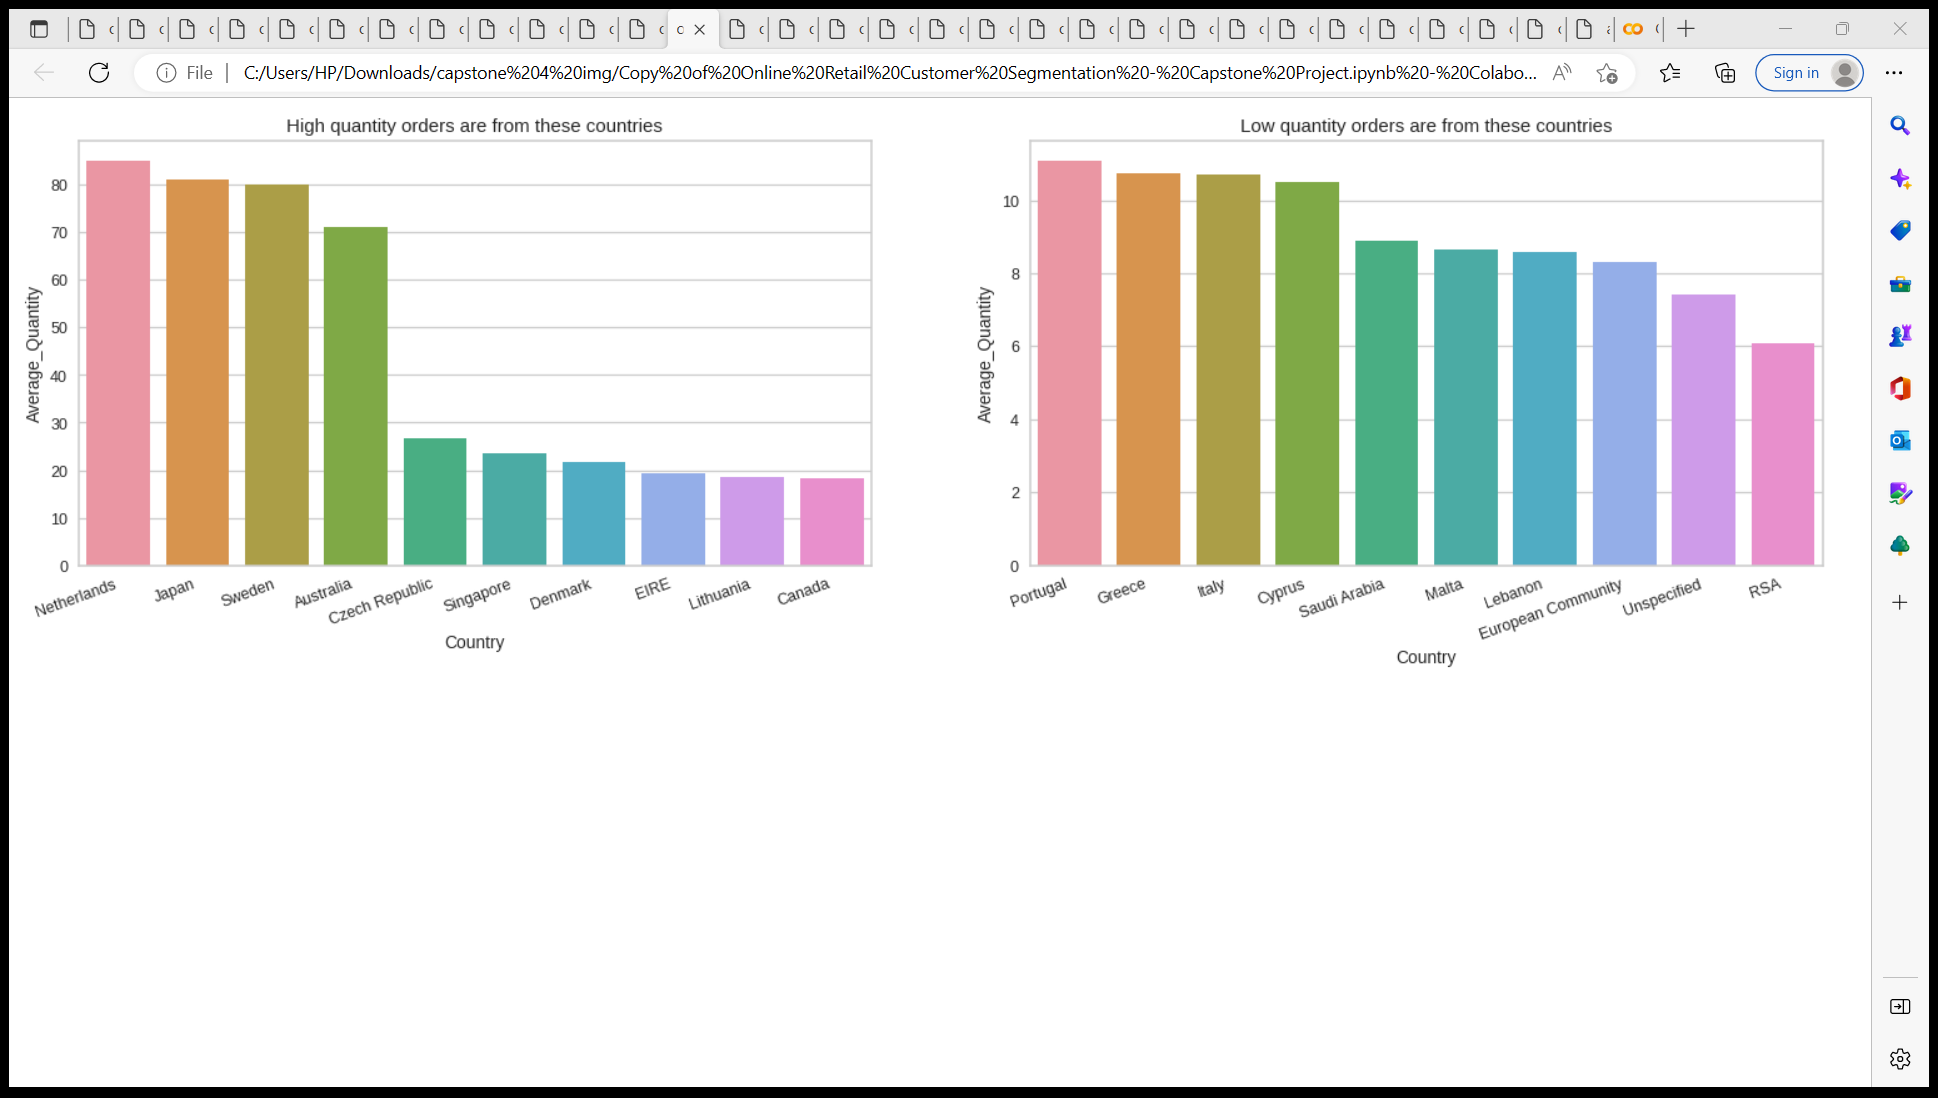 File
C:/Users/HP/Downloads/capstone%204%20img/Copy%20of%20Online%20Retail%20Customer%20Segmentation%20-%20Capstone%20Project.ipynb%20-%20Colabo...
Sign in
High quantity orders are from these countries
Average_Quantity
80
70
60
50
40
30
20
10
0
Netherlands
Japan
Sweden
Australia
Czech Republic
Singapore
Denmark
EIRE
Lithuania
Canada
Country
Low quantity orders are from these countries
Average_Quantity
10
8
6
4
2
0
Portugal
Greece
Italy
Cyprus
Saudi Arabia
Malta
Lebanon
European Community
Unspecified
RSA
Country